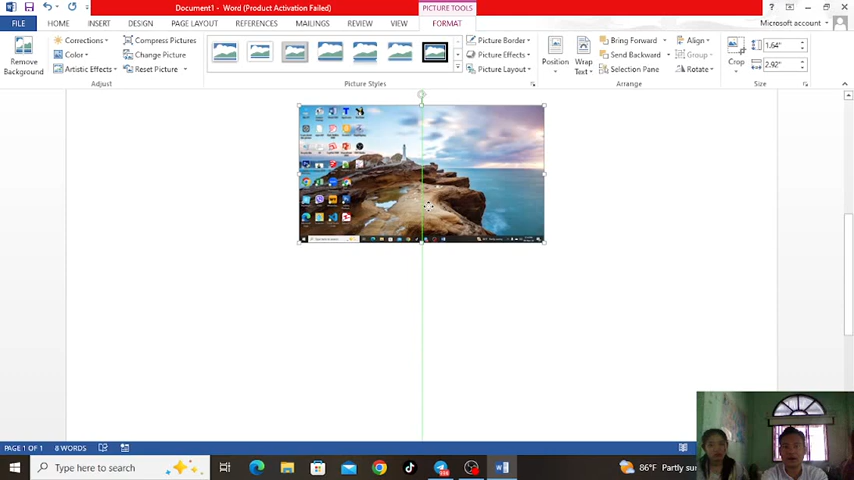 Document1 - Word (Product Activation Failed)
PICTURE TOOLS
FILE
HOME
INSERT
DESIGN
PAGE LAYOUT
REFERENCES
MAILINGS
REVIEW
VIEW
FORMAT
Microsoft account
Remove Background
Corrections
Color
Artistic Effects
Compress Pictures
Change Picture
Reset Picture
Adjust
Picture Styles
Picture Border
Picture Effects
Picture Layout
Position
Wrap Text
Bring Forward
Send Backward
Selection Pane
Align
Group
Rotate
Arrange
Crop
1.64"
2.92"
Size
PAGE 1 OF 1
8 WORDS
Type here to search
86°F Partly su